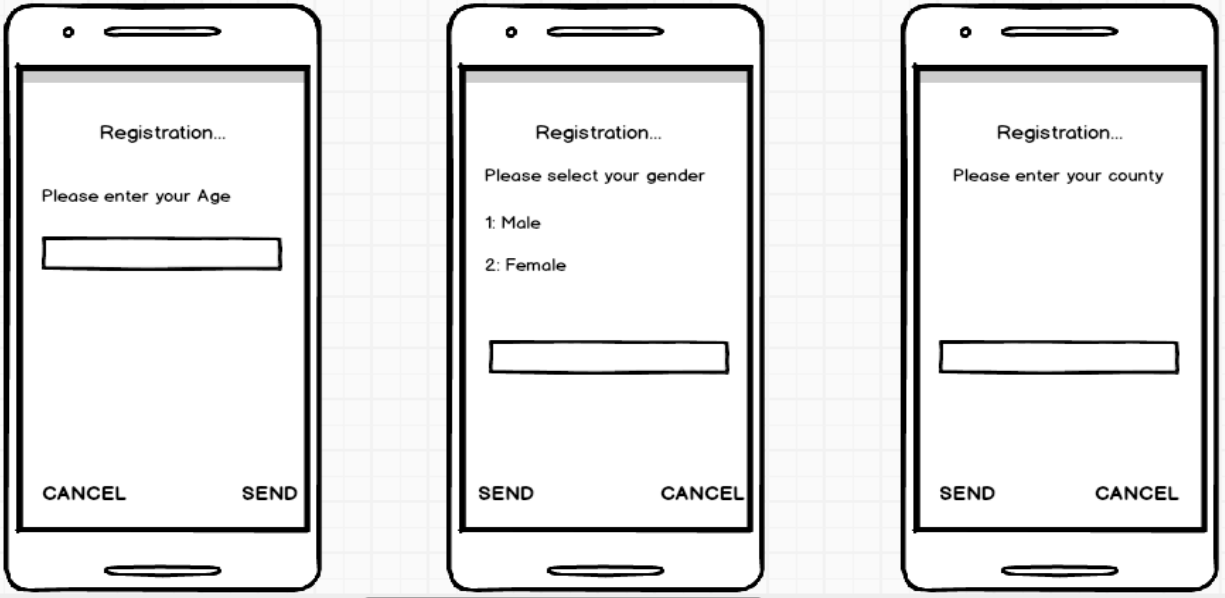 Registration...
Please enter your Age
CANCEL SEND
Registration...
Please select your gender
1: Male
2: Female
SEND CANCEL
Registration...
Please enter your county
SEND CANCEL